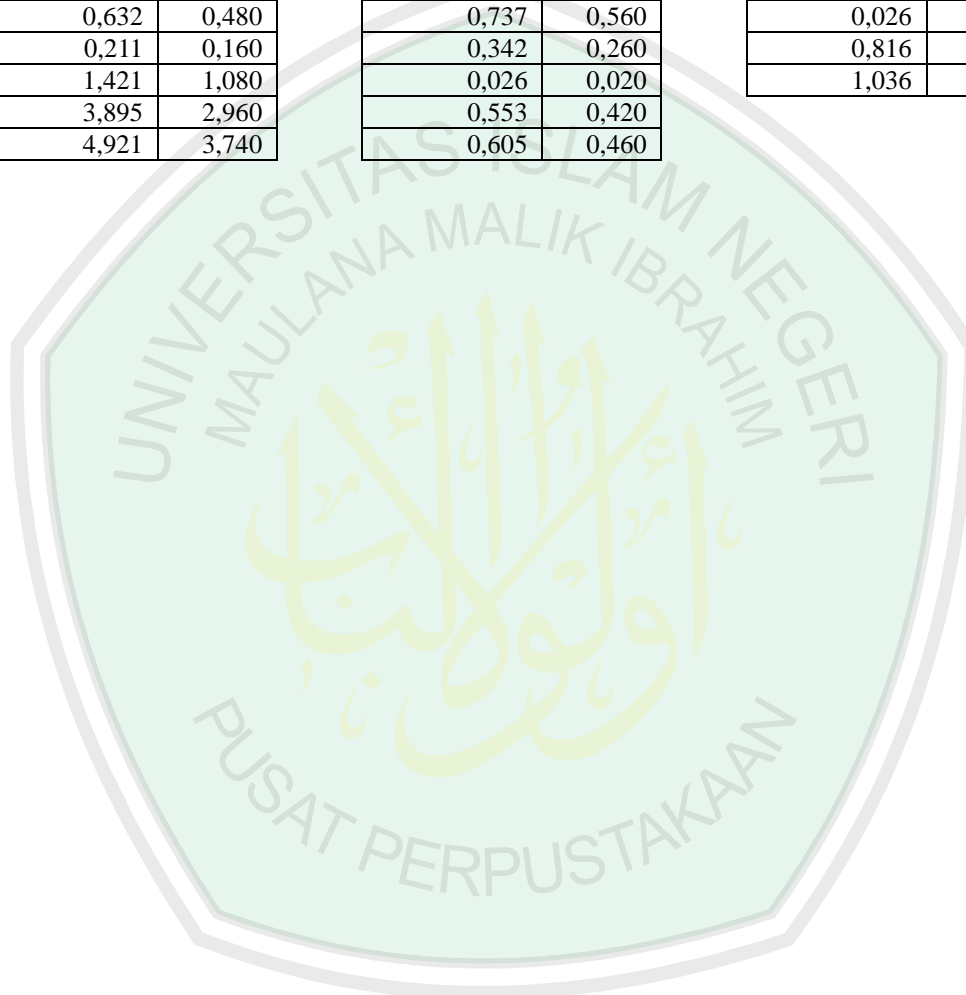 0,632 0,480 0,737 0,560 0,026
0,211 0,160 0,342 0,260 0,816
1,421 1,080 0,026 0,020 1,036
3,895 2,960 0,553 0,420
4,921 3,740 0,605 0,460
UNIVERSITAS ISLAM NEGERI
MAULANA MALIK IBRAHIM
أولوا الألباب
PUSAT PERPUSTAKAAN